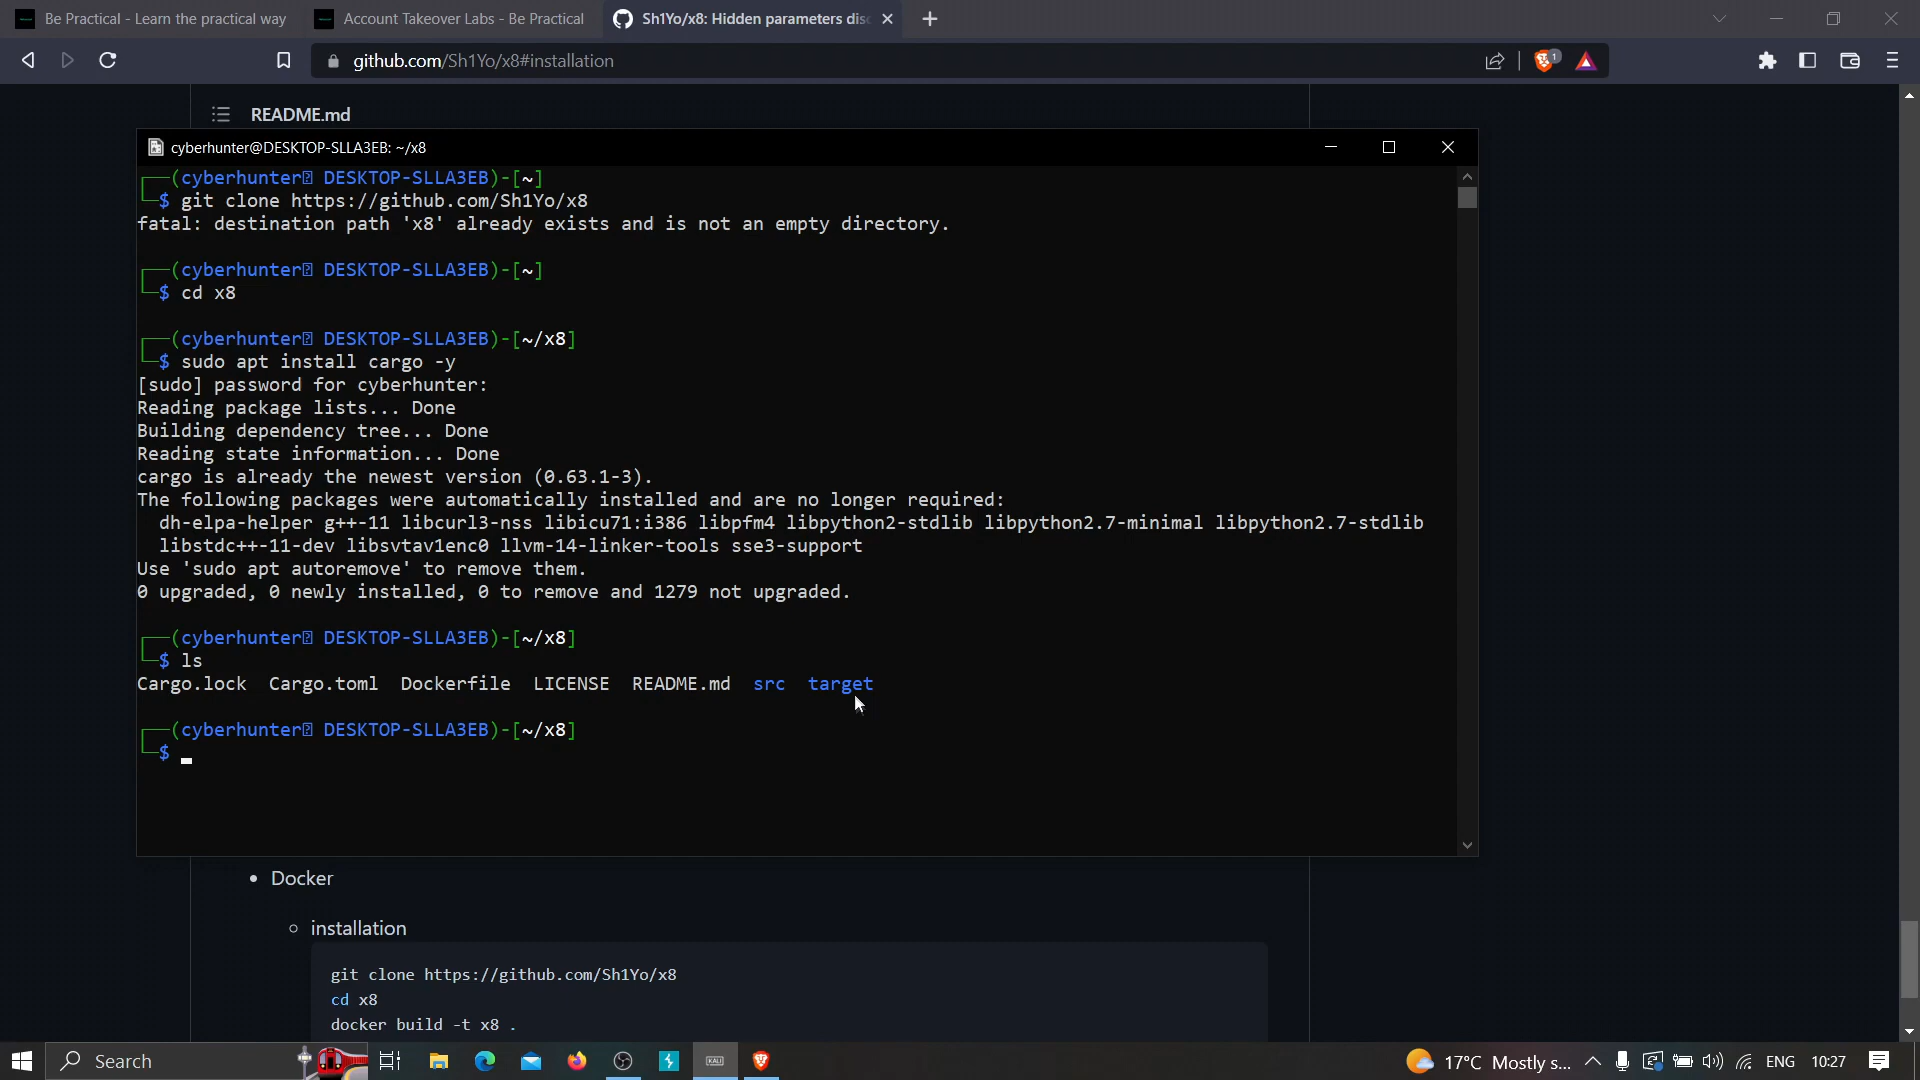 Be Practical - Learn the practical way
Account Takeover Labs - Be Practical
Sh1Yo/x8: Hidden parameters disc
github.com/Sh1Yo/x8#installation
1
README.md
cyberhunter@DESKTOP-SLLA3EB: ~/x8
┌──(cyberhunter⍰ DESKTOP-SLLA3EB)-[~]
└─$ git clone https://github.com/Sh1Yo/x8
fatal: destination path 'x8' already exists and is not an empty directory.
┌──(cyberhunter⍰ DESKTOP-SLLA3EB)-[~]
└─$ cd x8
┌──(cyberhunter⍰ DESKTOP-SLLA3EB)-[~/x8]
└─$ sudo apt install cargo -y
[sudo] password for cyberhunter:
Reading package lists... Done
Building dependency tree... Done
Reading state information... Done
cargo is already the newest version (0.63.1-3).
The following packages were automatically installed and are no longer required:
dh-elpa-helper g++-11 libcurl3-nss libicu71:i386 libpfm4 libpython2-stdlib libpython2.7-minimal libpython2.7-stdlib
libstdc++-11-dev libsvtav1enc0 llvm-14-linker-tools sse3-support
Use 'sudo apt autoremove' to remove them.
0 upgraded, 0 newly installed, 0 to remove and 1279 not upgraded.
┌──(cyberhunter⍰ DESKTOP-SLLA3EB)-[~/x8]
└─$ ls
Cargo.lock  Cargo.toml  Dockerfile  LICENSE  README.md  src  target
┌──(cyberhunter⍰ DESKTOP-SLLA3EB)-[~/x8]
└─$
• Docker
○ installation
git clone https://github.com/Sh1Yo/x8
cd x8
docker build -t x8 .
Search
KALI
17°C Mostly s...
ENG
10:27